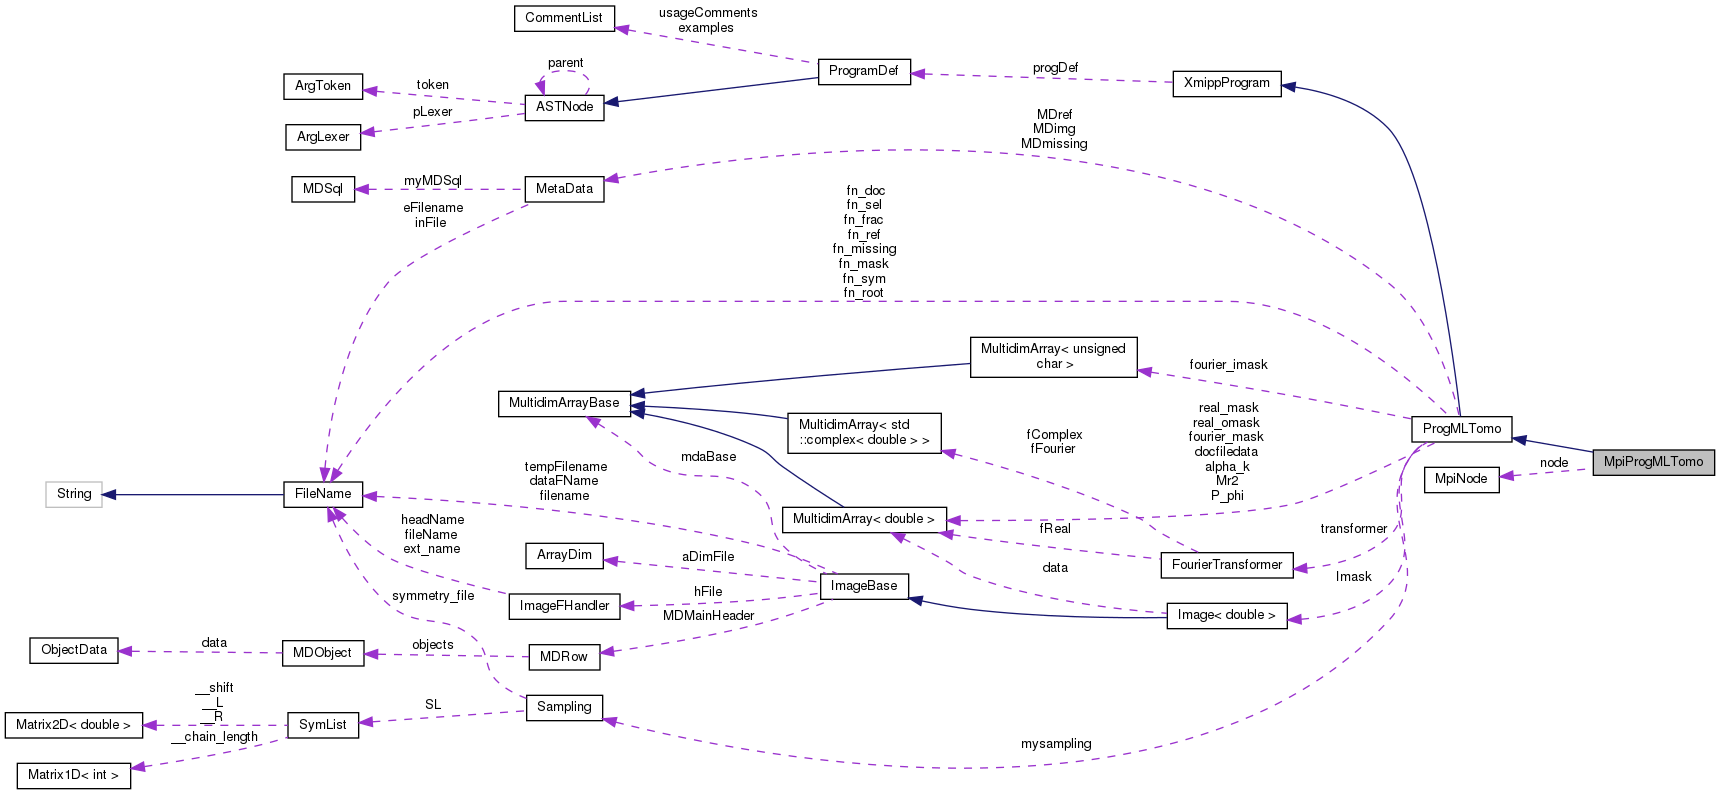 CommentList
usageComments
examples
ProgramDef
progDef
XmippProgram
parent
ArgToken
token
ASTNode
pLexer
ArgLexer
MDref
MDimg
MDmissing
MDSql
myMDSql
MetaData
eFilename
inFile
fn_doc
fn_sel
fn_frac
fn_ref
fn_missing
fn_mask
fn_sym
fn_root
MultidimArray< unsigned
char >
fourier_imask
MultidimArrayBase
MultidimArray< std
::complex< double > >
mdaBase
fComplex
fFourier
real_mask
real_omask
fourier_mask
docfiledata
alpha_k
Mr2
P_phi
ProgMLTomo
MpiProgMLTomo
node
MpiNode
String
FileName
tempFilename
dataFName
filename
MultidimArray< double >
fReal
transformer
headName
fileName
ext_name
ArrayDim
aDimFile
FourierTransformer
data
Imask
ImageBase
ImageFHandler
hFile
Image< double >
symmetry_file
MDMainHeader
ObjectData
data
MDObject
objects
MDRow
__shift
__L
__R
Matrix2D< double >
SymList
SL
Sampling
mysampling
__chain_length
Matrix1D< int >